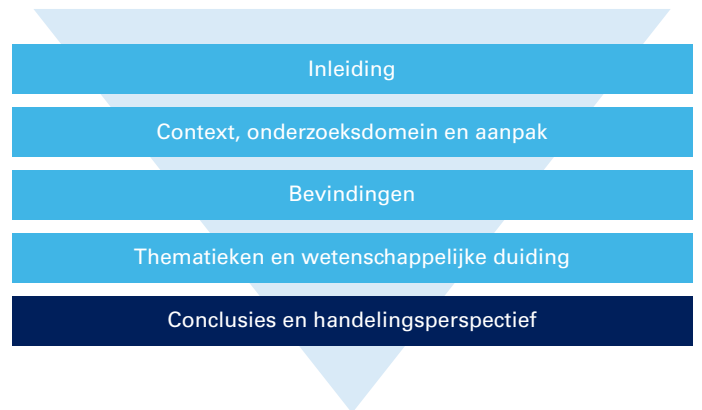 Inleiding
Context, onderzoeksdomein en aanpak
Bevindingen
Thematieken en wetenschappelijke duiding
Conclusies en handelingsperspectief